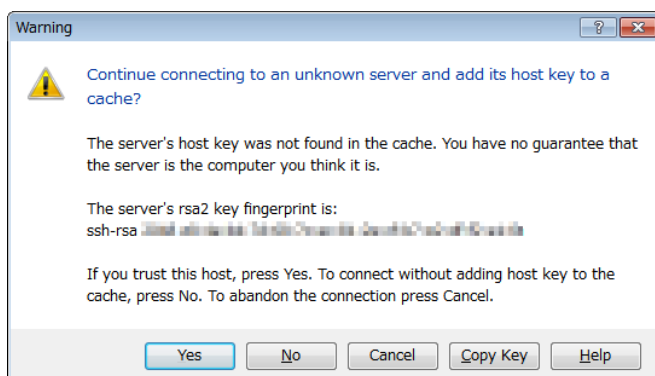 Warning
?
Continue connecting to an unknown server and add its host key to a
cache?
The server's host key was not found in the cache. You have no guarantee that
the server is the computer you think it is.
The server's rsa2 key fingerprint is:
ssh-rsa
If you trust this host, press Yes. To connect without adding host key to the
cache, press No. To abandon the connection press Cancel.
Yes No Cancel Copy Key Help